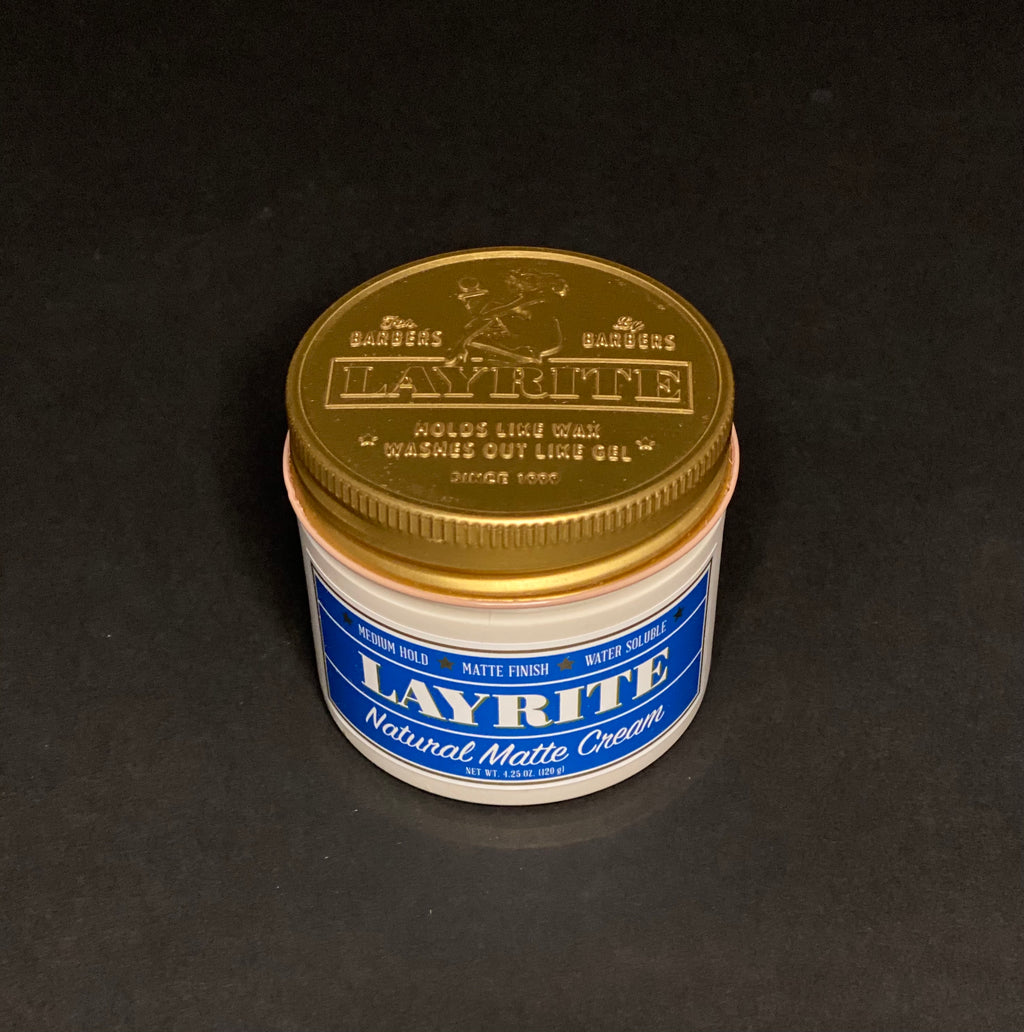 For BARBERS
By BARBERS
LAYRITE
HOLDS LIKE WAX
WASHES OUT LIKE GEL
SINCE
MEDIUM HOLD MATTE FINISH WATER SOLUBLE
LAYRITE
Natural Matte Cream
NET WT. 4.25 OZ. (120 g)